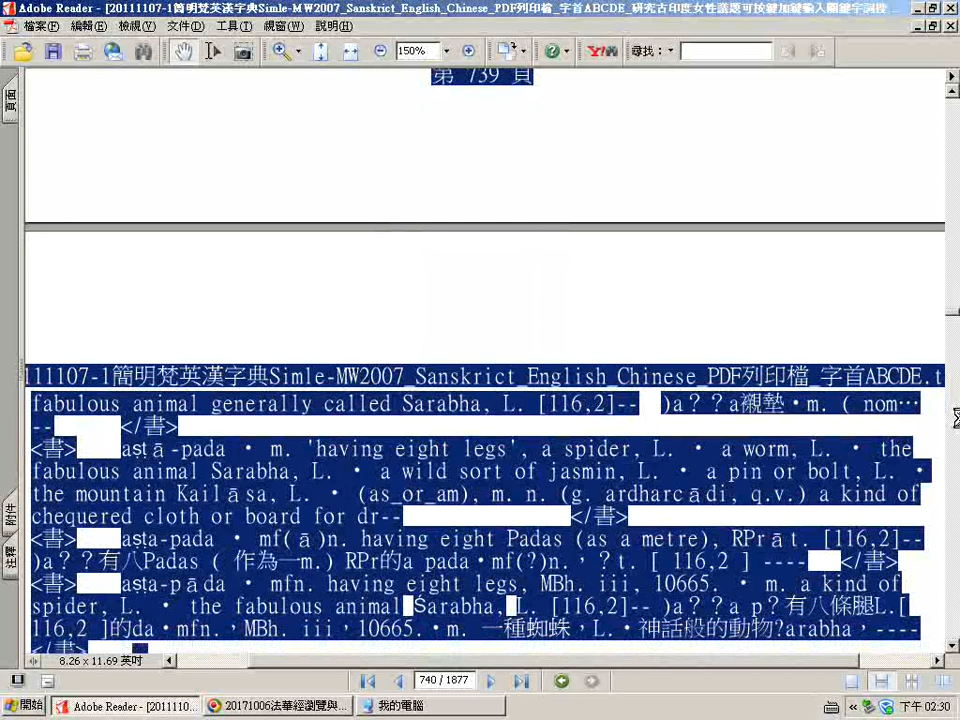 Adobe Reader - [20111107-1簡明梵英漢字典Simle-MW2007_Sanskrict_English_Chinese_PDF列印檔_字首ABCDE_研究古印度女性議題可按鍵加鍵輸入關鍵字詞搜...
檔案(F) 編輯(E) 檢視(V) 文件(D) 工具(T) 視窗(W) 說明(H)
150% Y! 尋找:
第 739 頁
頁面
111107-1簡明梵英漢字典Simle-MW2007_Sanskrict_English_Chinese_PDF列印檔_字首ABCDE.t
fabulous animal generally called Sarabha, L. [116,2]-- )a？？a襯墊‧m. ( nom…
-- </書>
<書> aṣṭā-pada ‧ m. 'having eight legs', a spider, L. ‧ a worm, L. ‧ the
fabulous animal Sarabha, L. ‧ a wild sort of jasmin, L. ‧ a pin or bolt, L. ‧
the mountain Kailāsa, L. ‧ (as_or_am), m. n. (g. ardharcādi, q.v.) a kind of
chequered cloth or board for dr-- </書>
<書> aṣṭa-pada ‧ mf(ā)n. having eight Padas (as a metre), RPrāt. [116,2]--
)a？？有八Padas ( 作為一m.) RPr的a pada‧mf(?)n.，?t. [ 116,2 ] ---- </書>
<書> aṣṭa-pāda ‧ mfn. having eight legs, MBh. iii, 10665. ‧ m. a kind of
spider, L. ‧ the fabulous animal Śarabha, L. [116,2]-- )a？？a p？有八條腿L.[
116,2 ]的da‧mfn.，MBh. iii，10665.‧m. 一種蜘蛛，L.‧神話般的動物?arabha，----
</書>
附件
注釋
8.26 x 11.69 英吋
740 / 1877
開始 Adobe Reader - [2011110... 20171006法華經瀏覽與... 我的電腦 下午 02:30